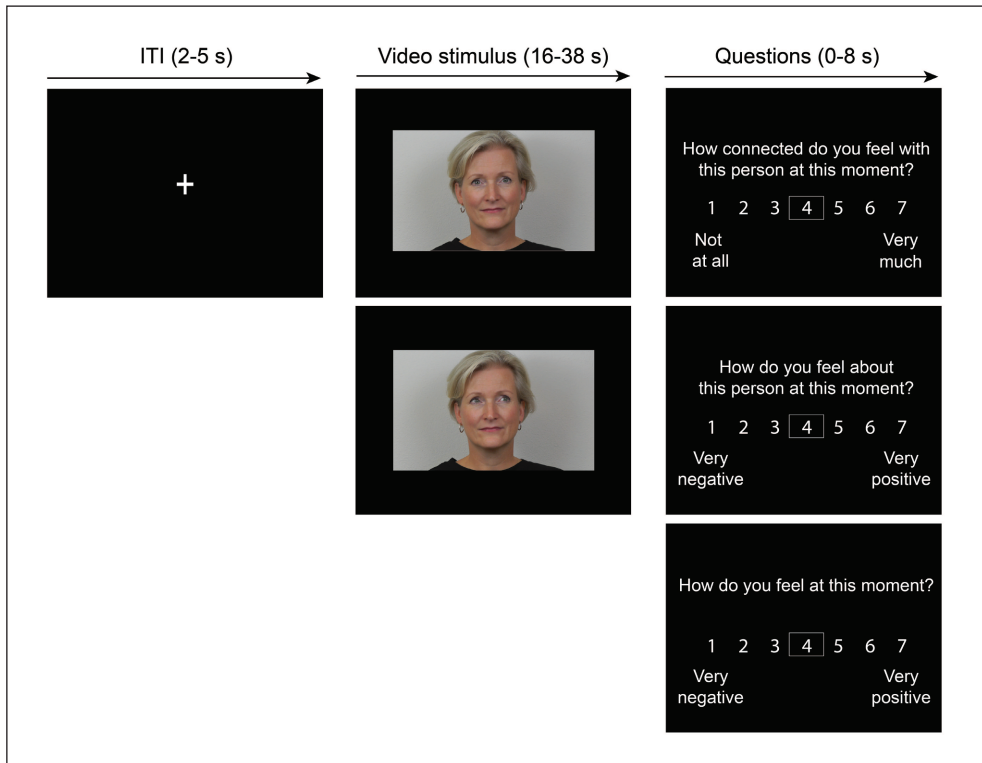 ITI (2-5 s)
Video stimulus (16-38 s)
Questions (0-8 s)
+
How connected do you feel with
this person at this moment?
1 2 3 4 5 6 7
Not
at all
Very
much
How do you feel about
this person at this moment?
1 2 3 4 5 6 7
Very
negative
Very
positive
How do you feel at this moment?
1 2 3 4 5 6 7
Very
negative
Very
positive